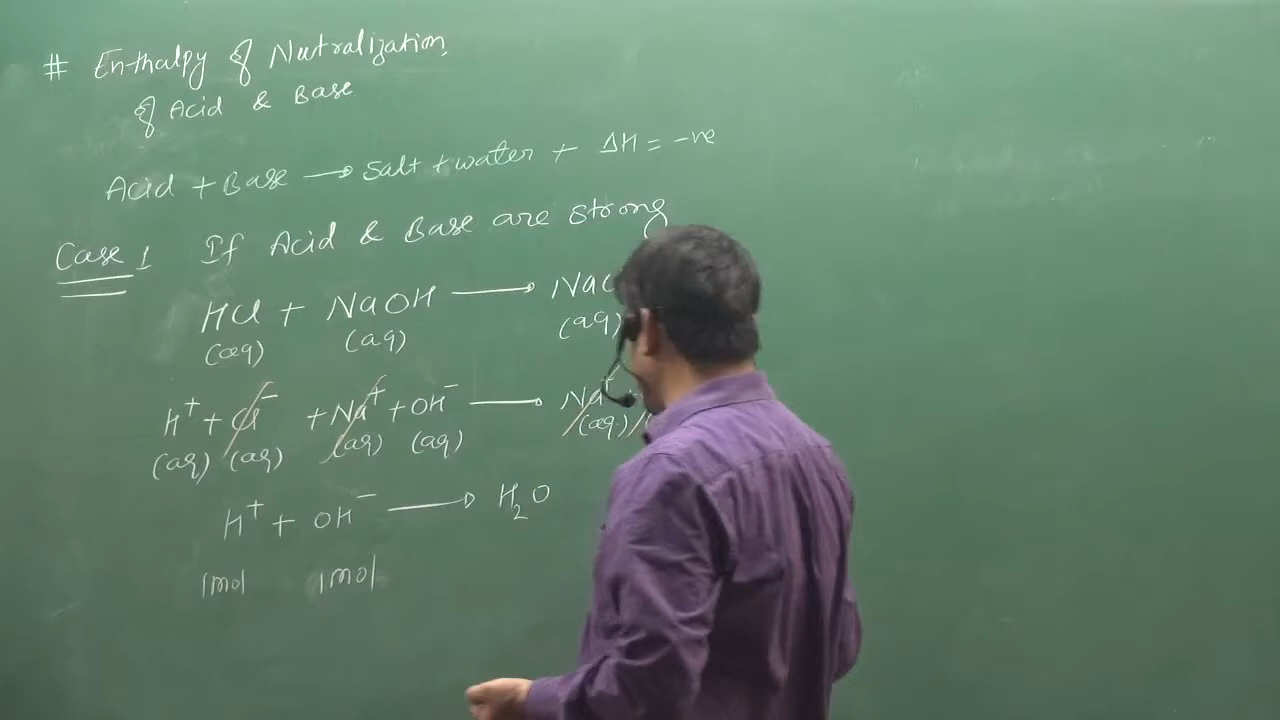 # Enthalpy of Nutralization
of Acid & Base
Acid + Base → Salt + water + ΔH = -ve
Case 1 If Acid & Base are strong
HCl + NaOH → NaC
(aq) (aq) (aq)
H⁺ + Cl⁻ + Na⁺ + OH⁻ → Na⁺
(aq) (aq) (aq) (aq) (aq)
H⁺ + OH⁻ → H₂O
1mol 1mol